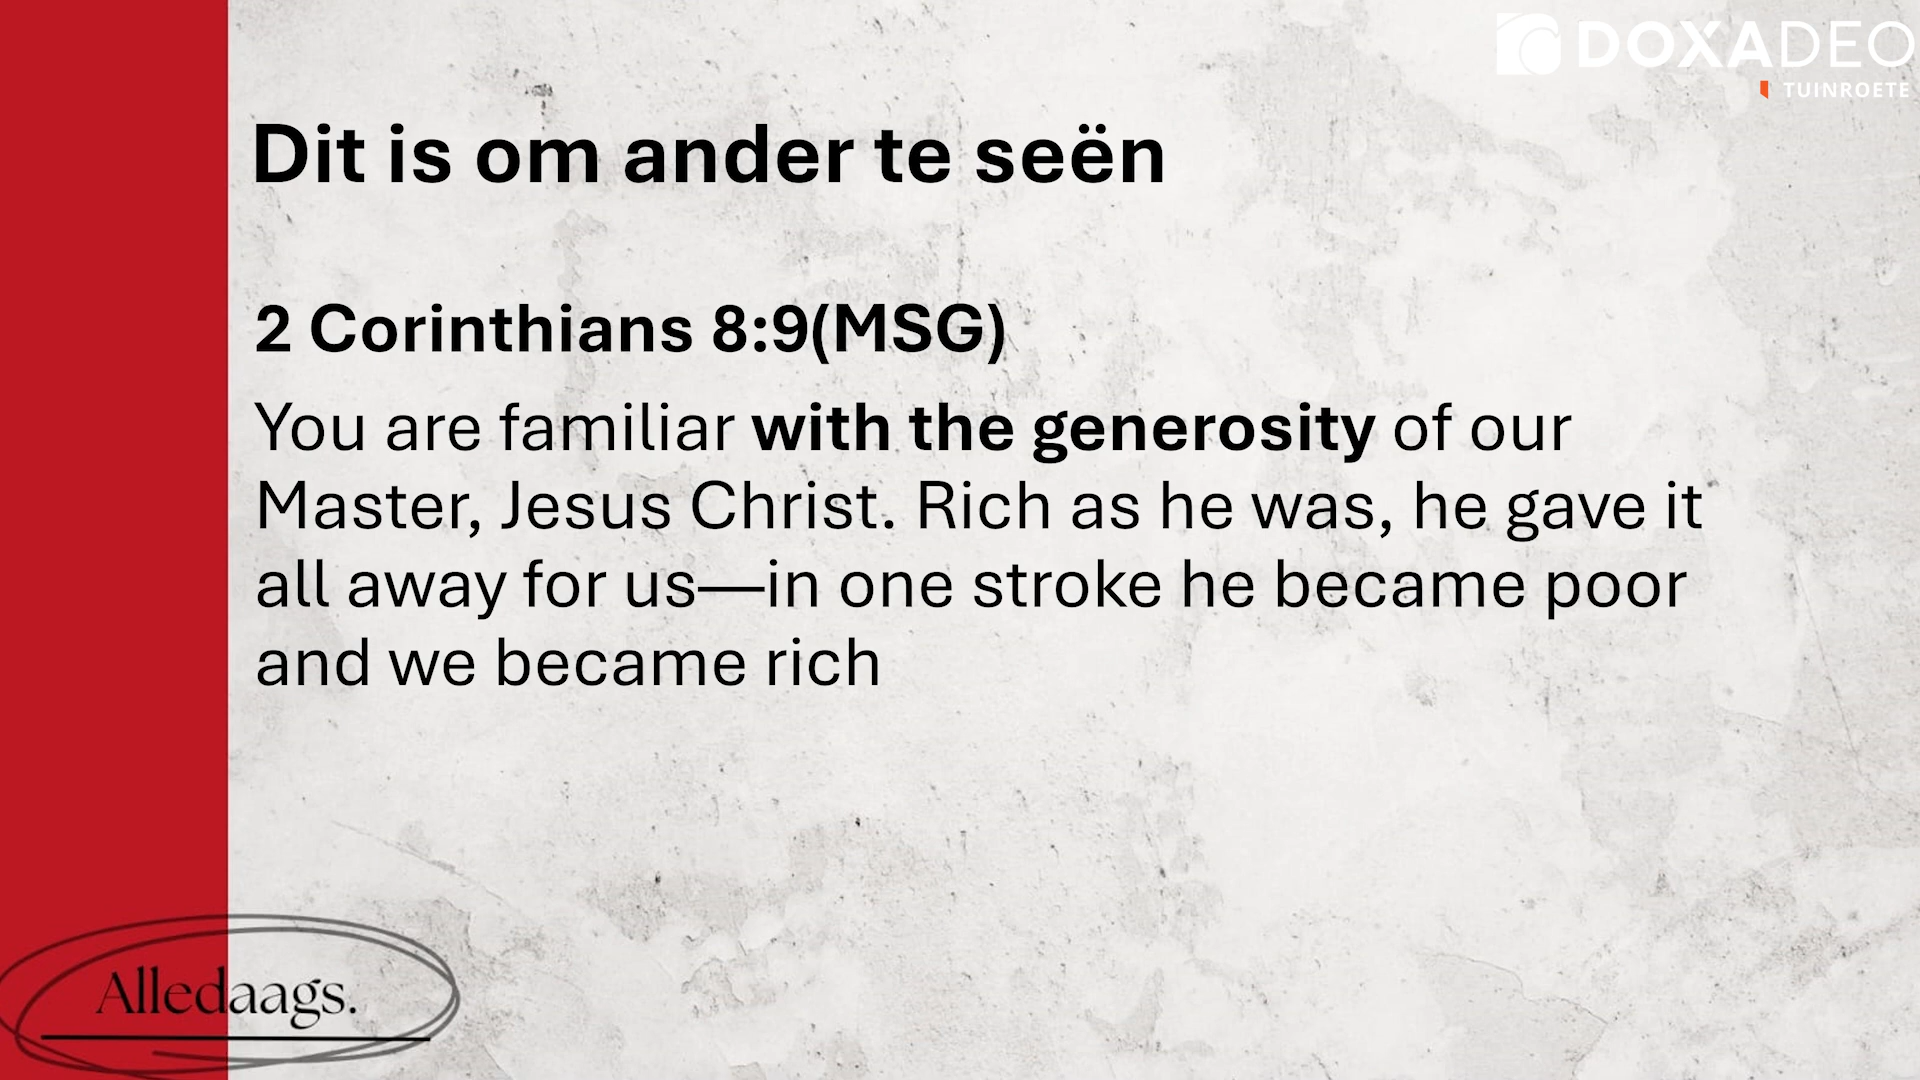 DOXADEO
TUINROETE
Dit is om ander te seën
2 Corinthians 8:9(MSG)
You are familiar with the generosity of our
Master, Jesus Christ. Rich as he was, he gave it
all away for us—in one stroke he became poor
and we became rich
Alledaags.